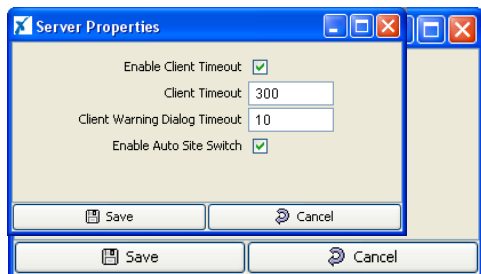 Server Properties
Enable Client Timeout
Client Timeout 300
Client Warning Dialog Timeout 10
Enable Auto Site Switch
Save Cancel
Save Cancel